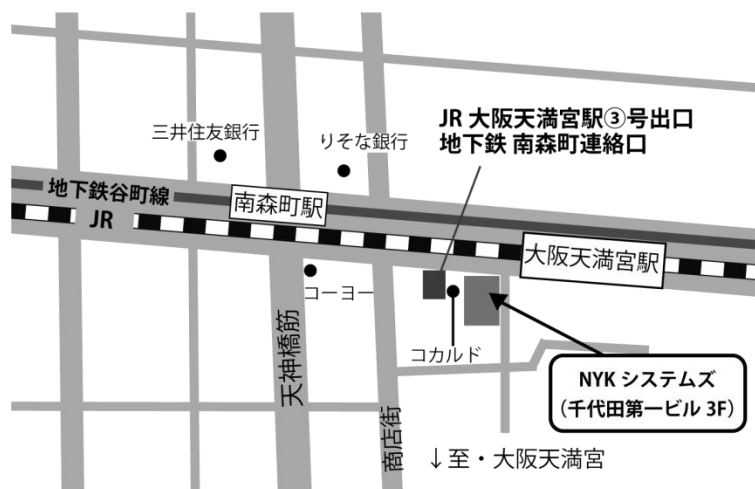 JR 大阪天満宮駅③号出口
地下鉄 南森町連絡口
三井住友銀行
りそな銀行
地下鉄谷町線
南森町駅
JR
大阪天満宮駅
コーヨー
コカルド
天神橋筋
NYK システムズ
(千代田第一ビル 3F)
商店街
↓至・大阪天満宮